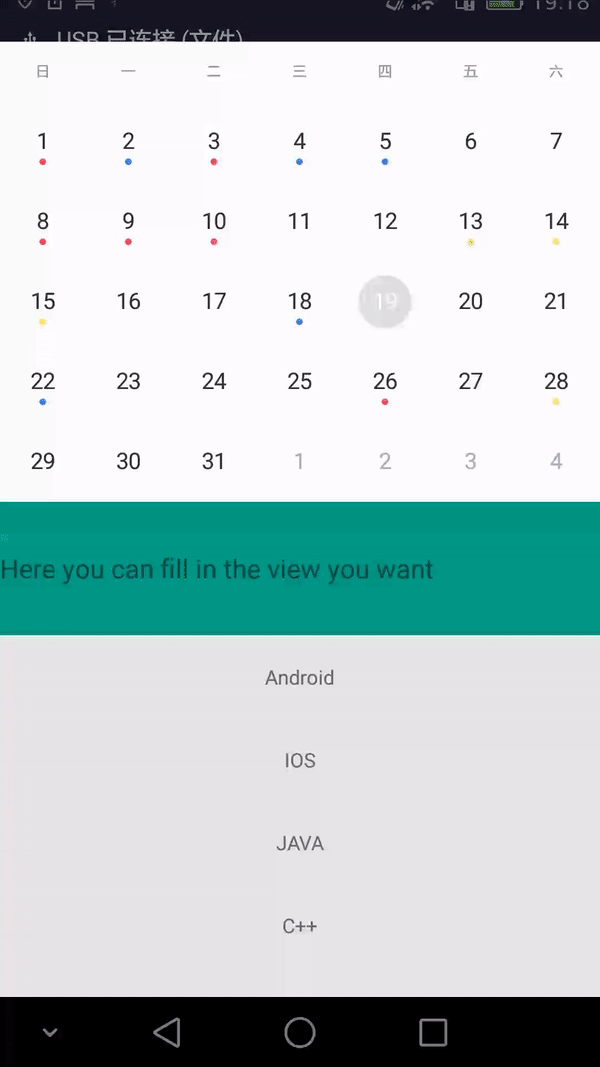 19:18
USB 已连接 (文件)
日 一 二 三 四 五 六
1 2 3 4 5 6 7
8 9 10 11 12 13 14
15 16 17 18 19 20 21
22 23 24 25 26 27 28
29 30 31 1 2 3 4
Here you can fill in the view you want
Android
IOS
JAVA
C++